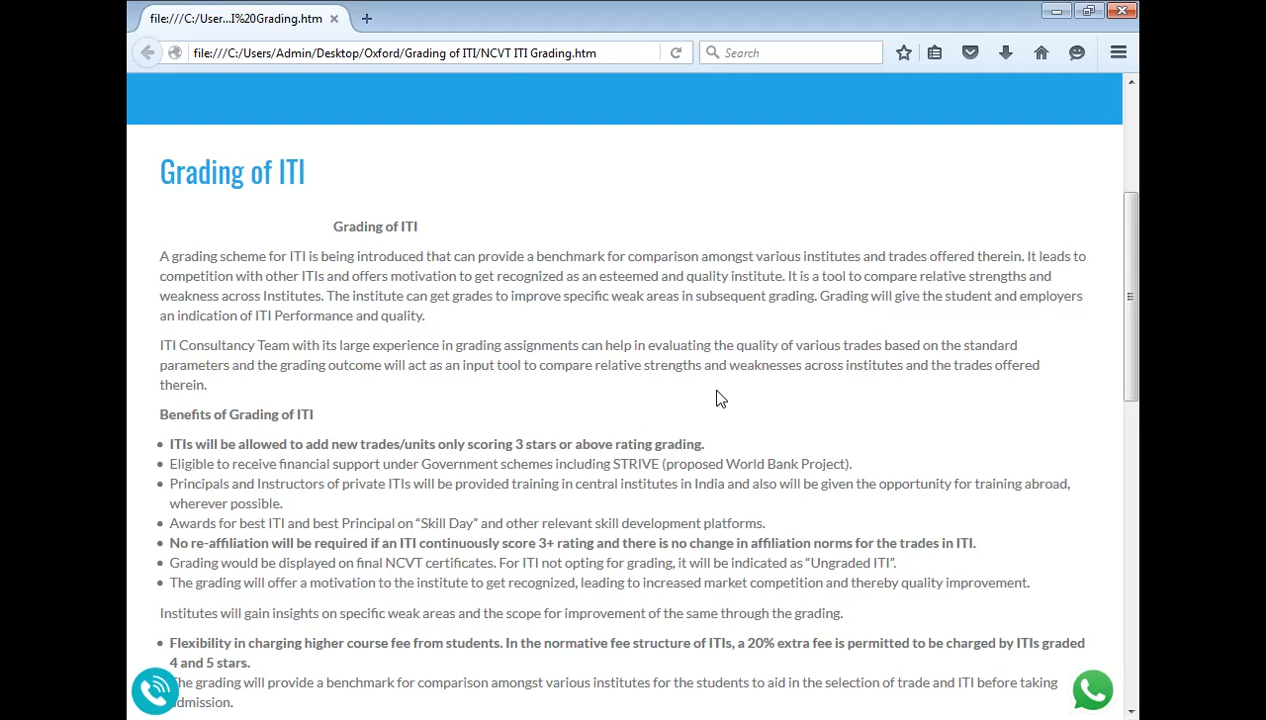 file:///C:/User...I%20Grading.htm
file:///C:/Users/Admin/Desktop/Oxford/Grading of ITI/NCVT ITI Grading.htm
Search
Grading of ITI
Grading of ITI
A grading scheme for ITI is being introduced that can provide a benchmark for comparison amongst various institutes and trades offered therein. It leads to
competition with other ITIs and offers motivation to get recognized as an esteemed and quality institute. It is a tool to compare relative strengths and
weakness across Institutes. The institute can get grades to improve specific weak areas in subsequent grading. Grading will give the student and employers
an indication of ITI Performance and quality.
ITI Consultancy Team with its large experience in grading assignments can help in evaluating the quality of various trades based on the standard
parameters and the grading outcome will act as an input tool to compare relative strengths and weaknesses across institutes and the trades offered
therein.
Benefits of Grading of ITI
• ITIs will be allowed to add new trades/units only scoring 3 stars or above rating grading.
• Eligible to receive financial support under Government schemes including STRIVE (proposed World Bank Project).
• Principals and Instructors of private ITIs will be provided training in central institutes in India and also will be given the opportunity for training abroad,
wherever possible.
• Awards for best ITI and best Principal on “Skill Day” and other relevant skill development platforms.
• No re-affiliation will be required if an ITI continuously score 3+ rating and there is no change in affiliation norms for the trades in ITI.
• Grading would be displayed on final NCVT certificates. For ITI not opting for grading, it will be indicated as “Ungraded ITI”.
• The grading will offer a motivation to the institute to get recognized, leading to increased market competition and thereby quality improvement.
Institutes will gain insights on specific weak areas and the scope for improvement of the same through the grading.
• Flexibility in charging higher course fee from students. In the normative fee structure of ITIs, a 20% extra fee is permitted to be charged by ITIs graded
4 and 5 stars.
The grading will provide a benchmark for comparison amongst various institutes for the students to aid in the selection of trade and ITI before taking
admission.